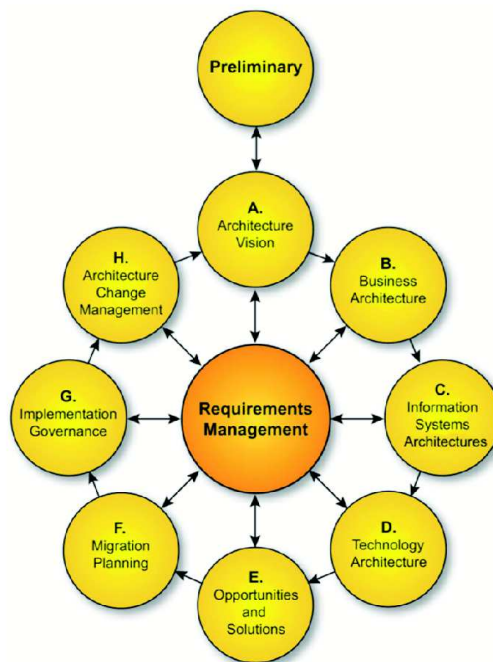 Preliminary
A.
Architecture
Vision
B.
Business
Architecture
C.
Information
Systems
Architectures
D.
Technology
Architecture
E.
Opportunities
and
Solutions
F.
Migration
Planning
G.
Implementation
Governance
H.
Architecture
Change
Management
Requirements
Management